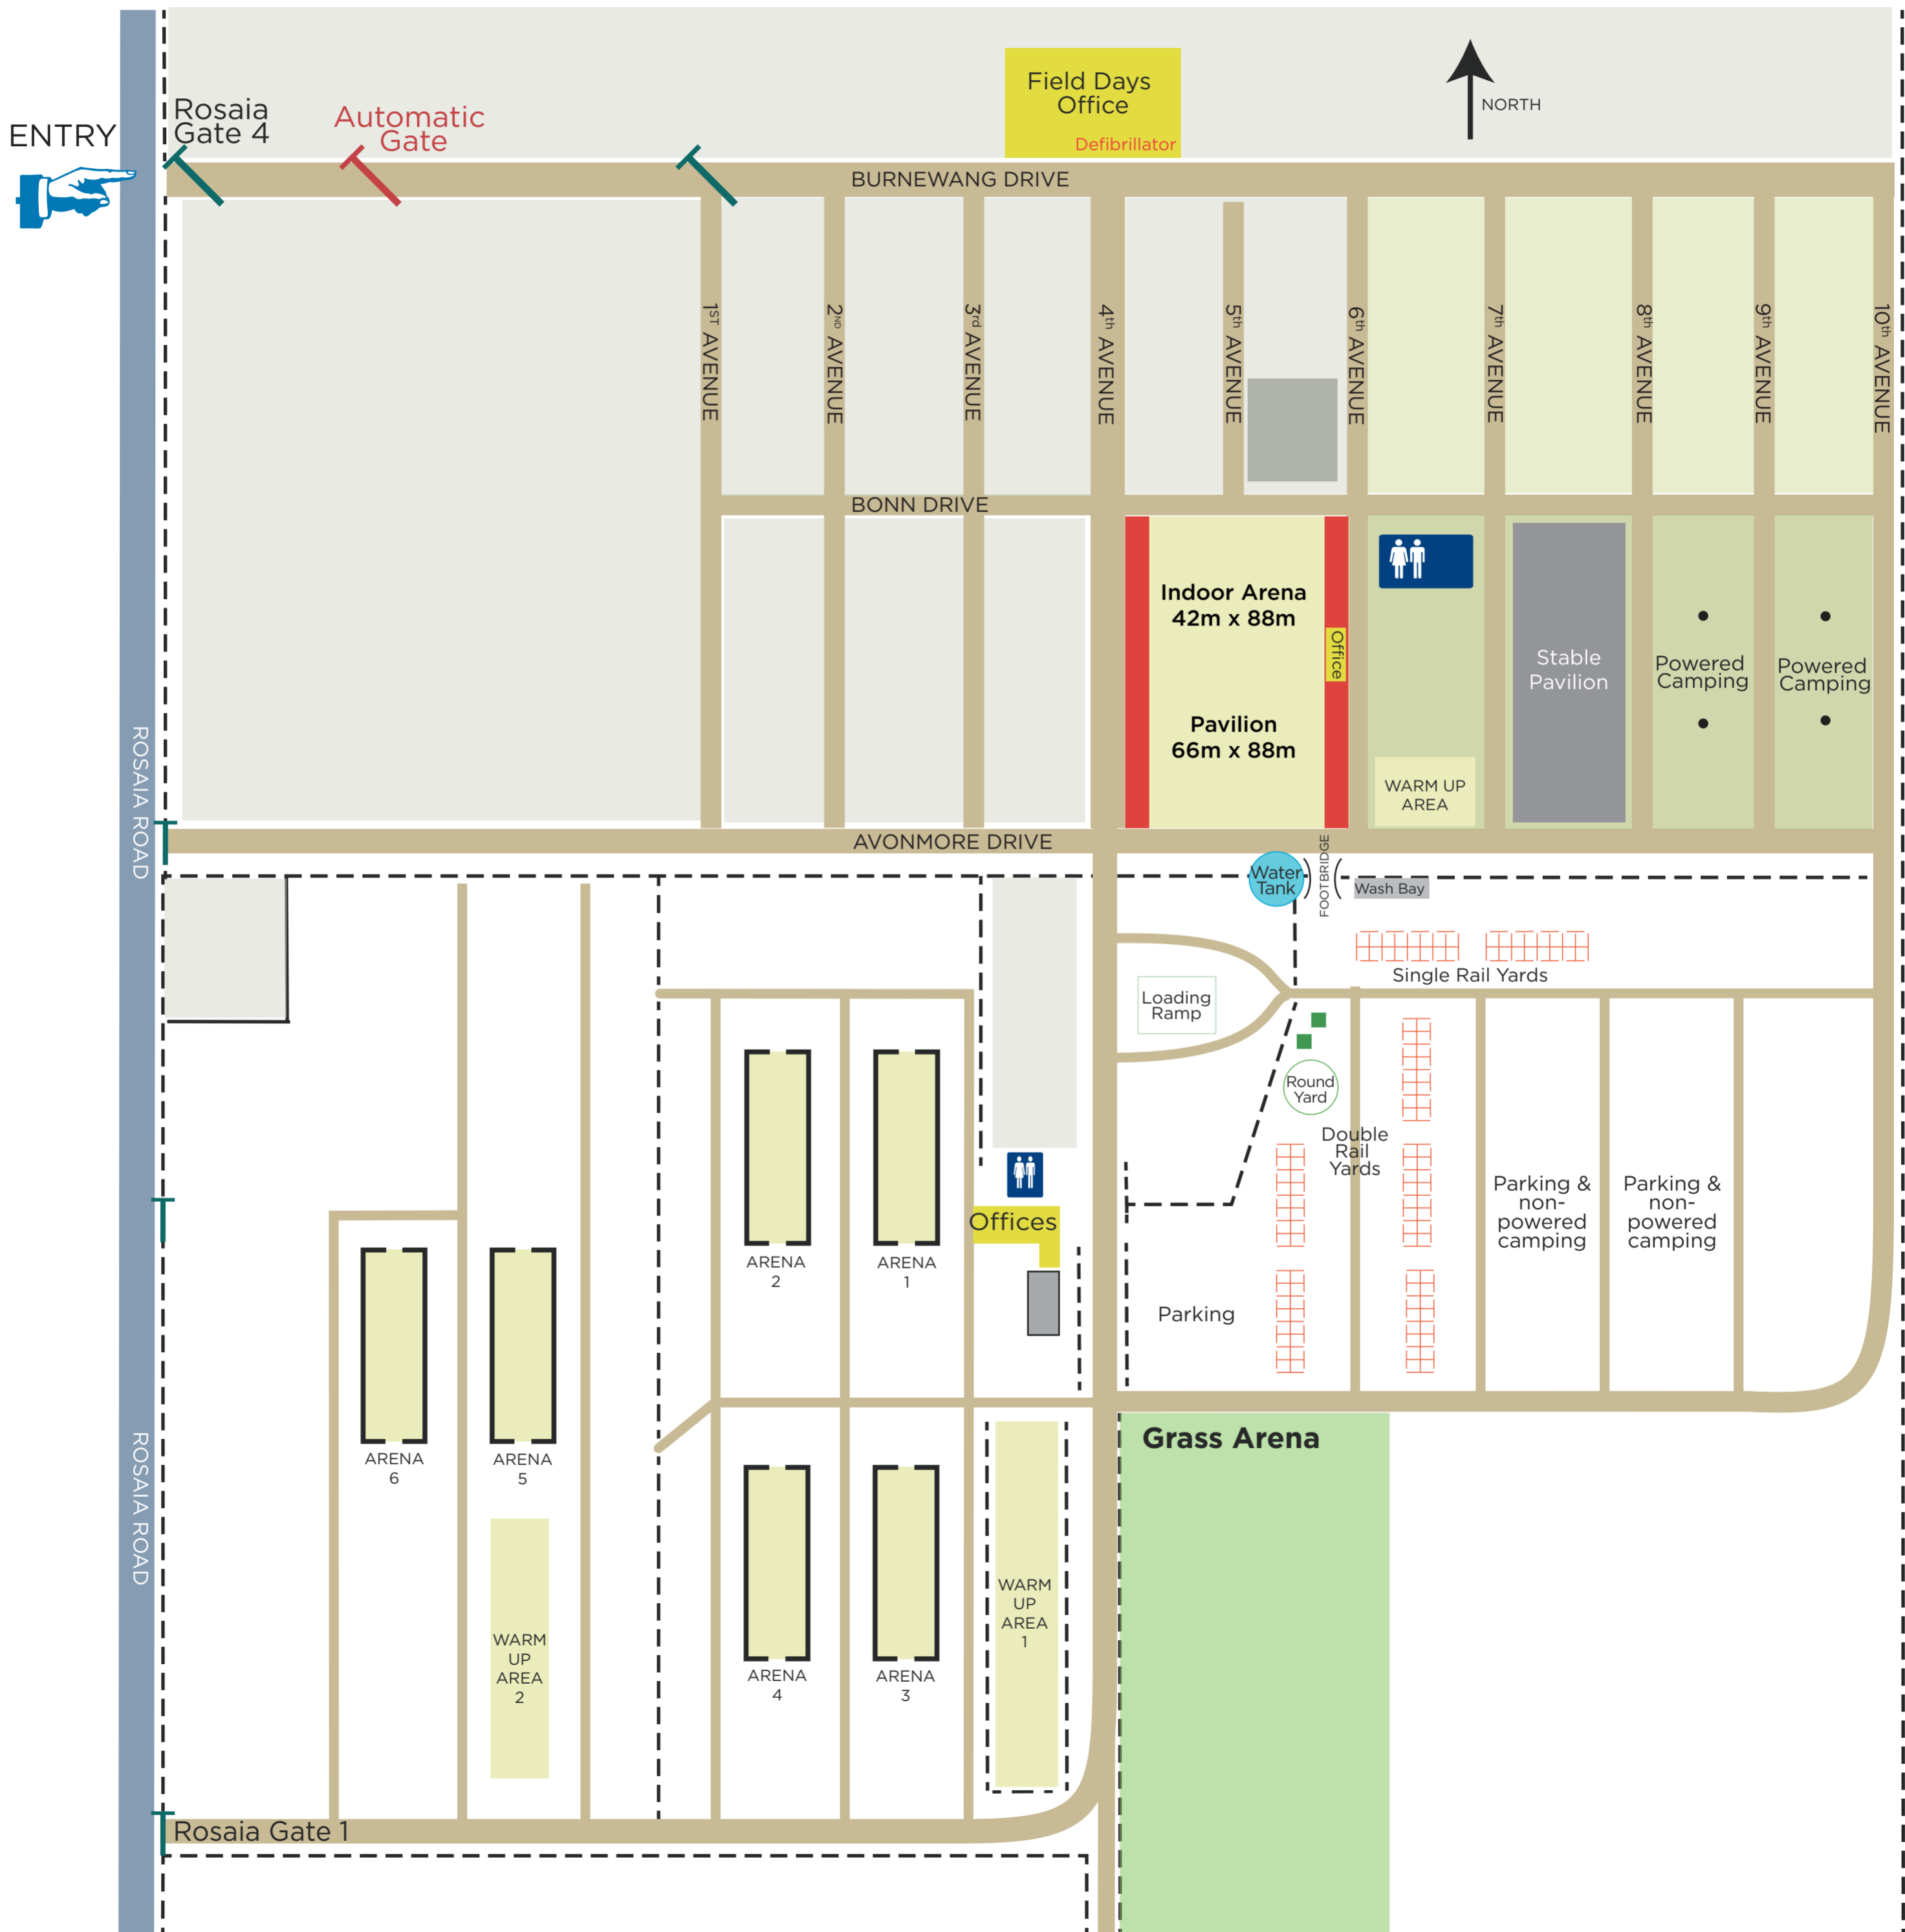 Field Days
Office
Defibrillator
NORTH
ENTRY
Rosaia
Gate 4
Automatic
Gate
BURNEWANG DRIVE
1ST AVENUE
2ND AVENUE
3rd AVENUE
4th AVENUE
5th AVENUE
6th AVENUE
7th AVENUE
8th AVENUE
9th AVENUE
10th AVENUE
BONN DRIVE
Indoor Arena
42m x 88m
Office
Pavilion
66m x 88m
WARM UP
AREA
Stable
Pavilion
Powered
Camping
Powered
Camping
ROSAIA ROAD
AVONMORE DRIVE
Water
Tank
FOOTBRIDGE
Wash Bay
Single Rail Yards
Loading
Ramp
Round
Yard
Double
Rail
Yards
Parking &
non-
powered
camping
Parking &
non-
powered
camping
Offices
ARENA
2
ARENA
1
Parking
Grass Arena
ARENA
6
ARENA
5
ROSAIA ROAD
WARM
UP
AREA
1
WARM
UP
AREA
2
ARENA
4
ARENA
3
Rosaia Gate 1